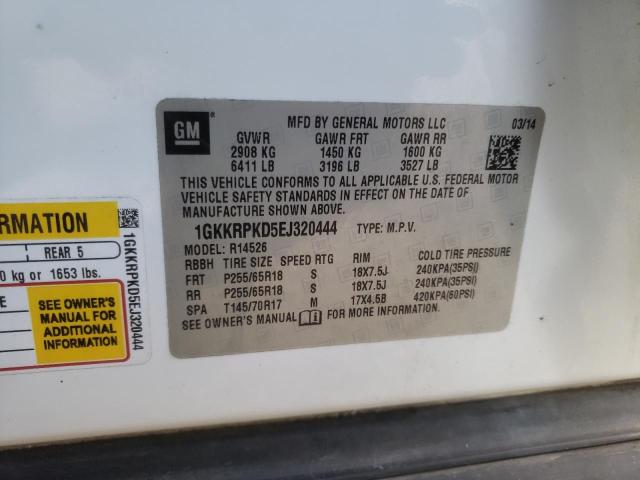 GM
MFD BY GENERAL MOTORS LLC 03/14
GVWR GAWR FRT GAWR RR
2908 KG 1450 KG 1600 KG
6411 LB 3196 LB 3527 LB
THIS VEHICLE CONFORMS TO ALL APPLICABLE U.S. FEDERAL MOTOR
VEHICLE SAFETY STANDARDS IN EFFECT ON THE DATE OF
MANUFACTURE SHOWN ABOVE.
1GKKRPKD5EJ320444 TYPE: M.P.V.
MODEL: R14526
RBBH TIRE SIZE SPEED RTG RIM COLD TIRE PRESSURE
FRT P255/65R18 S 18X7.5J 240KPA(35PSI)
RR P255/65R18 S 18X7.5J 240KPA(35PSI)
SPA T145/70R17 M 17X4.5B 420KPA(60PSI)
SEE OWNER'S MANUAL FOR MORE INFORMATION
REAR 5
kg or 1653 lbs.
SEE OWNER'S
MANUAL FOR
ADDITIONAL
INFORMATION
1GKKRPKD5EJ320444